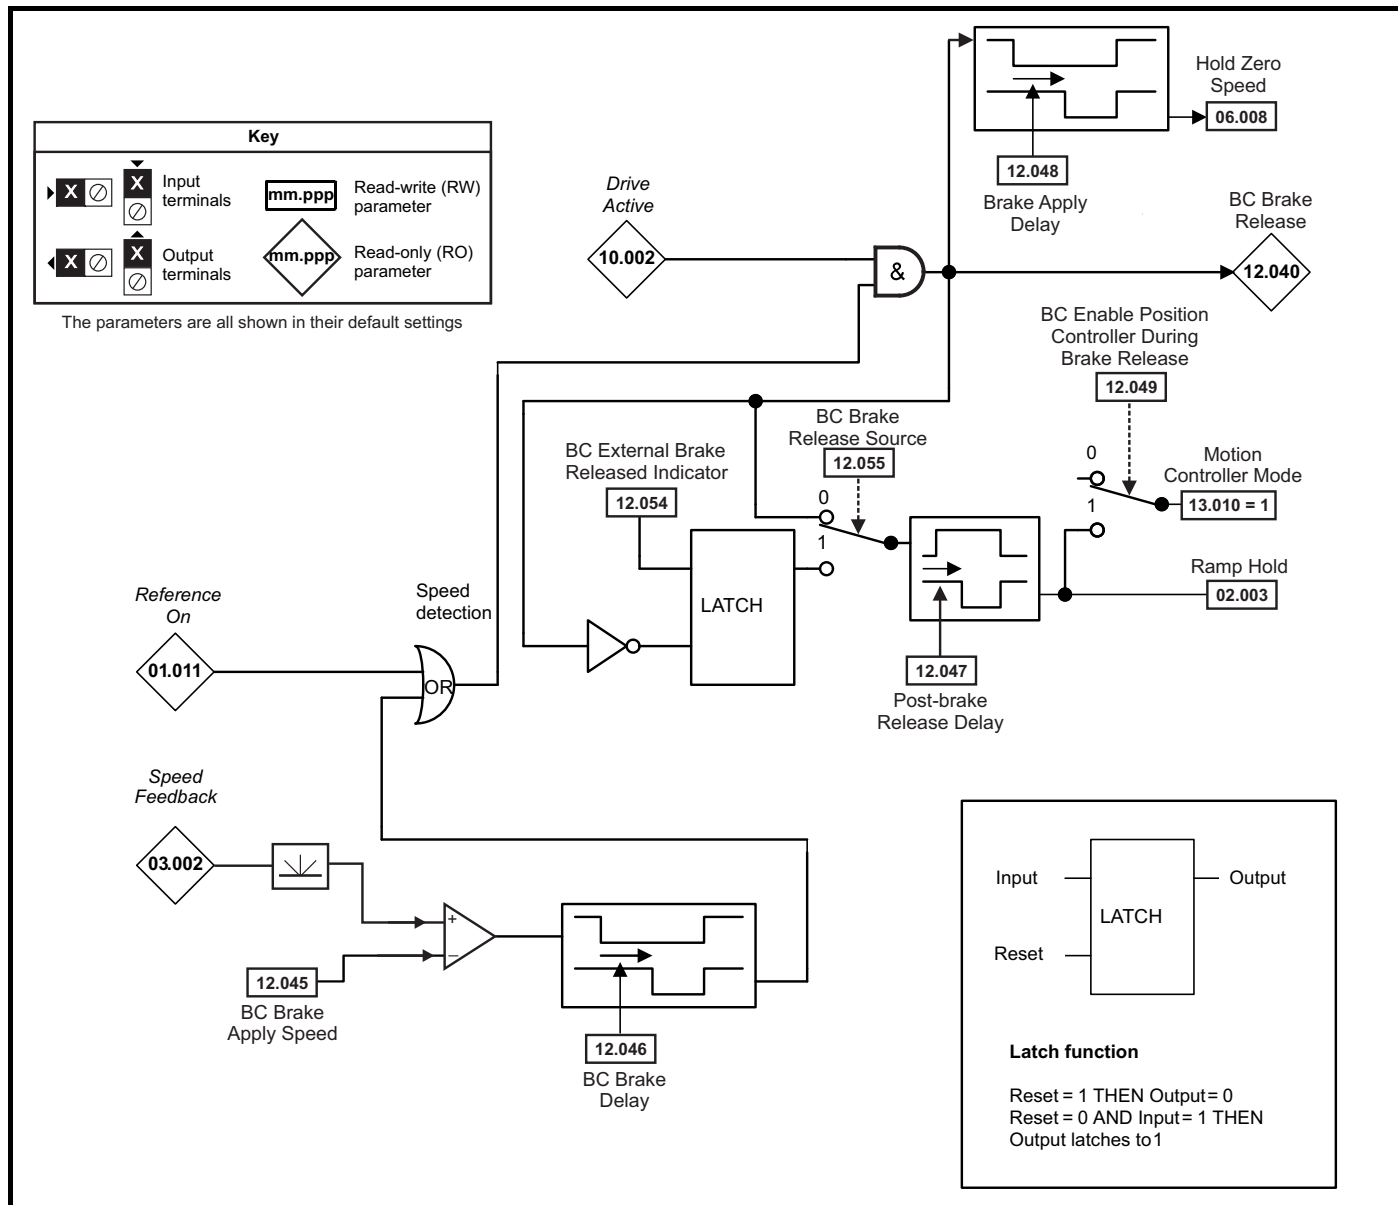 Key
X
X
Input
terminals
mm.ppp
Read-write (RW)
parameter
X
X
Output
terminals
mm.ppp
Read-only (RO)
parameter
The parameters are all shown in their default settings
Hold Zero
Speed
06.008
12.048
Brake Apply
Delay
Drive
Active
10.002
&
BC Brake
Release
12.040
BC Enable Position
Controller During
Brake Release
12.049
0
1
Motion
Controller Mode
13.010 = 1
BC Brake
Release Source
12.055
0
1
BC External Brake
Released Indicator
12.054
LATCH
Ramp Hold
02.003
12.047
Post-brake
Release Delay
Reference
On
01.011
Speed
detection
OR
Speed
Feedback
03.002
+
–
12.045
BC Brake
Apply Speed
12.046
BC Brake
Delay
Input
Output
LATCH
Reset
Latch function
Reset = 1 THEN Output = 0
Reset = 0 AND Input = 1 THEN
Output latches to 1